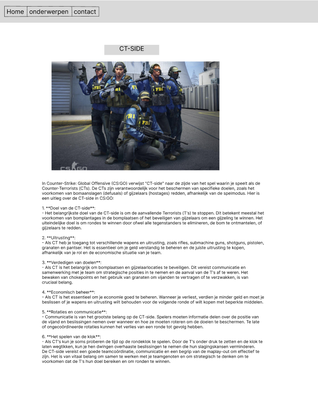 Home
onderwerpen
contact
CT-SIDE
CS:GO
In Counter-Strike: Global Offensive (CS:GO) verwijst "CT-side" naar de zijde van het spel waarin je speelt als de
Counter-Terrorists (CTs). De CTs zijn verantwoordelijk voor het beschermen van specifieke doelen, zoals het
voorkomen van bomaanslagen (defusals) of gijzelaars (hostages) redden, afhankelijk van de spelmodus. Hier is
een uitleg over de CT-side in CS:GO:
1. **Doel van de CT-side**:
- Het belangrijkste doel van de CT-side is om de aanvallende Terrorists (T's) te stoppen. Dit betekent meestal het
voorkomen van bomplantages in de bomplaatsen of het beveiligen van gijzelaars om een gijzeling te winnen. Het
uiteindelijke doel is om rondes te winnen door ofwel alle tegenstanders te elimineren, de bom te ontmantelen, of
gijzelaars te redden.
2. **Uitrusting**:
- Als CT heb je toegang tot verschillende wapens en uitrusting, zoals rifles, submachine guns, shotguns, pistolen,
granaten en pantser. Het is essentieel om je geld verstandig te beheren en de juiste uitrusting te kopen,
afhankelijk van je rol en de economische situatie van je team.
3. **Verdedigen van doelen**:
- Als CT is het belangrijk om bomplaatsen en gijzelaarlocaties te beveiligen. Dit vereist communicatie en
samenwerking met je team om strategische posities in te nemen en de aanval van de T's af te weren. Het
bewaken van chokepoints en het gebruik van granaten om vijanden te vertragen of te verzwakken, is van
cruciaal belang.
4. **Economisch beheer**:
- Als CT is het essentieel om je economie goed te beheren. Wanneer je verliest, verdien je minder geld en moet je
beslissen of je wapens en uitrusting wilt behouden voor de volgende ronde of wilt kopen met beperkte middelen.
5. **Rotaties en communicatie**:
- Communicatie is van het grootste belang op de CT-side. Spelers moeten informatie delen over de positie van
de vijand en beslissingen nemen over wanneer en hoe ze moeten roteren om de doelen te beschermen. Te late
of ongecoördineerde rotaties kunnen het verlies van een ronde tot gevolg hebben.
6. **Het spelen van de klok**:
- Als CT's kun je soms proberen de tijd op de rondeklok te spelen. Door de T's onder druk te zetten en de klok te
laten wegtikken, kun je hen dwingen overhaaste beslissingen te nemen die hun slagingskansen verminderen.
De CT-side vereist een goede teamcoördinatie, communicatie en een begrip van de maplay-out om effectief te
zijn. Het is van vitaal belang om samen te werken met je teamgenoten en om strategisch te denken om te
voorkomen dat de T's hun doel bereiken en om ronden te winnen.